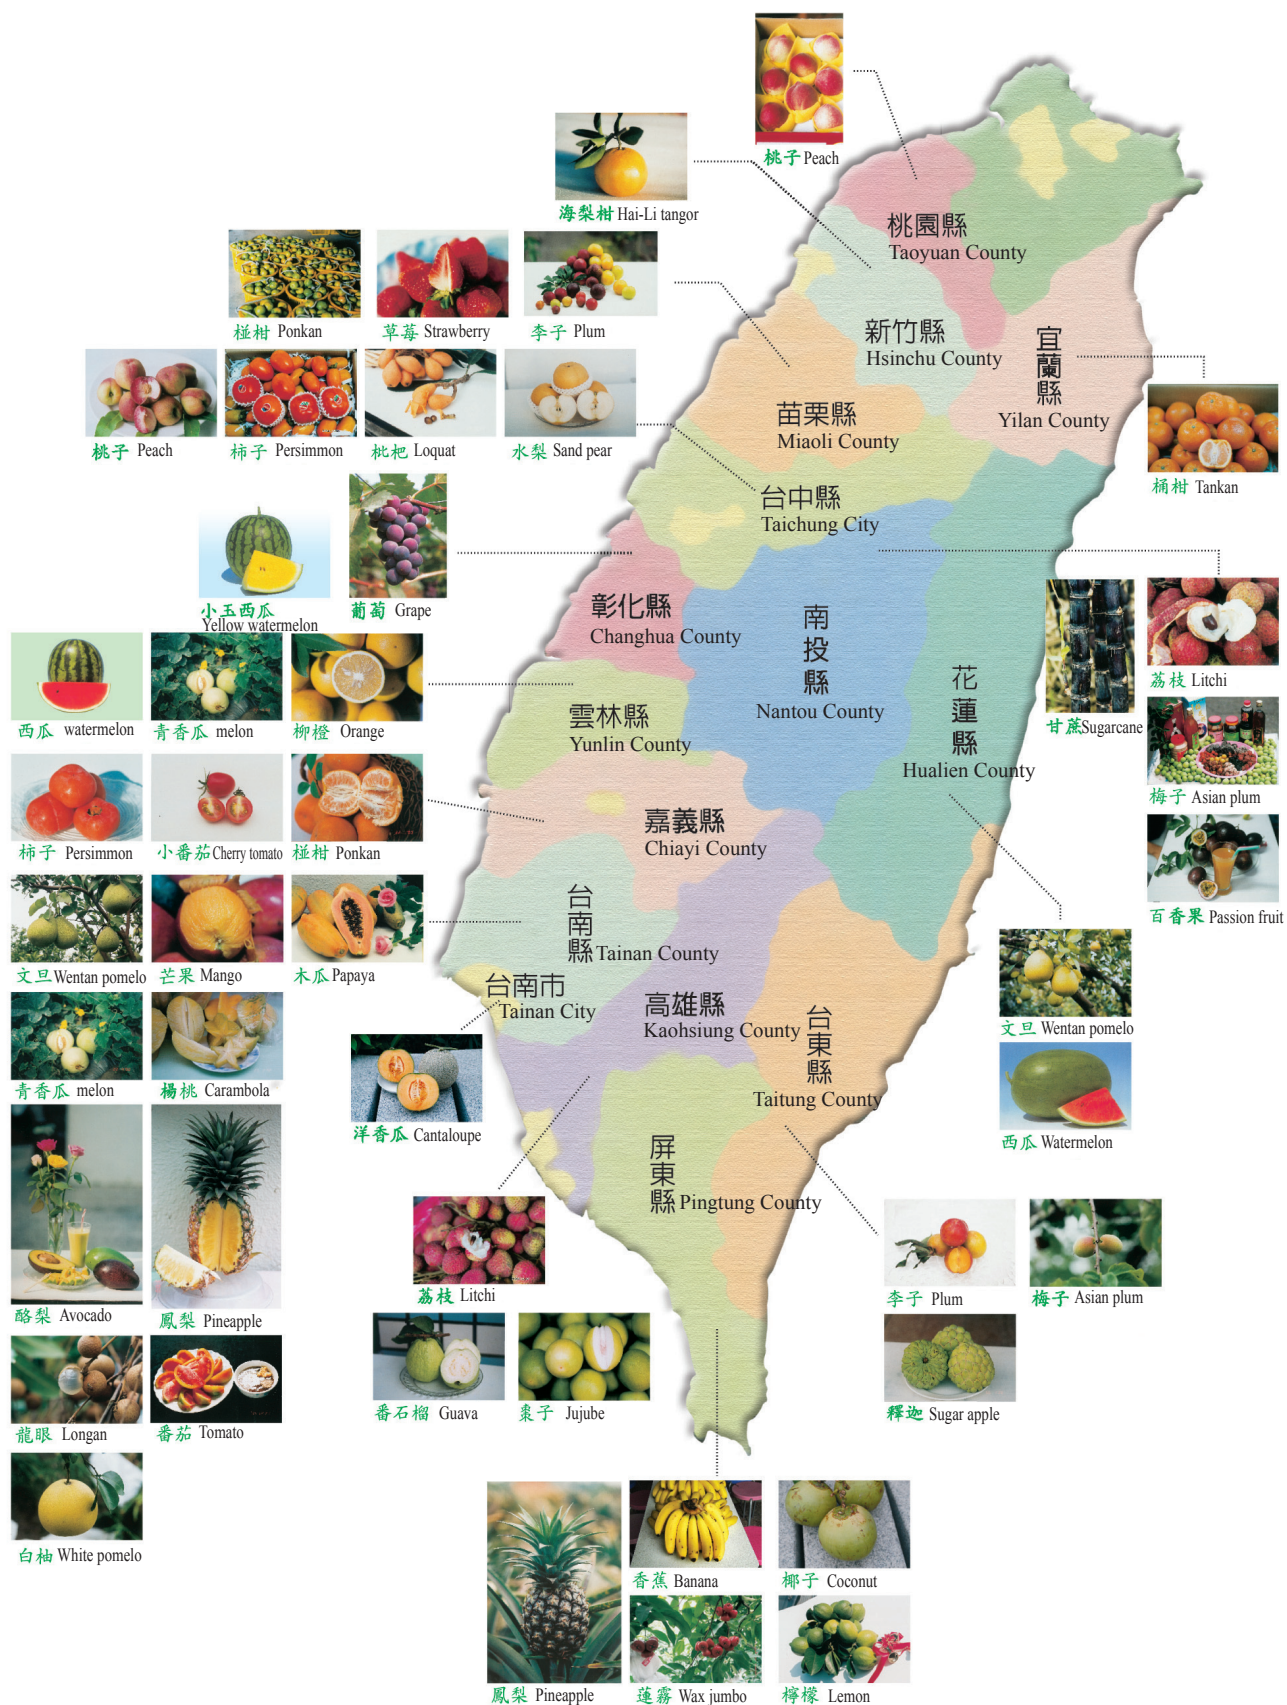 桃子 Peach
海梨柑 Hai-Li tangor
桃園縣
Taoyuan County
椪柑 Ponkan
草莓 Strawberry
李子 Plum
新竹縣
Hsinchu County
宜蘭縣
Yilan County
桃子 Peach
柿子 Persimmon
枇杷 Loquat
水梨 Sand pear
苗栗縣
Miaoli County
桶柑 Tankan
台中縣
Taichung City
小玉西瓜
Yellow watermelon
葡萄 Grape
彰化縣
Changhua County
南投縣
Nantou County
花蓮縣
Hualien County
甘蔗 Sugarcane
荔枝 Litchi
西瓜 watermelon
青香瓜 melon
柳橙 Orange
雲林縣
Yunlin County
梅子 Asian plum
柿子 Persimmon
小番茄 Cherry tomato
椪柑 Ponkan
嘉義縣
Chiayi County
百香果 Passion fruit
文旦 Wentan pomelo
芒果 Mango
木瓜 Papaya
台南縣
Tainan County
台南市
Tainan City
高雄縣
Kaohsiung County
台東縣
Taitung County
文旦 Wentan pomelo
青香瓜 melon
楊桃 Carambola
洋香瓜 Cantaloupe
西瓜 Watermelon
屏東縣
Pingtung County
酪梨 Avocado
鳳梨 Pineapple
荔枝 Litchi
李子 Plum
梅子 Asian plum
龍眼 Longan
番茄 Tomato
番石榴 Guava
棗子 Jujube
釋迦 Sugar apple
白柚 White pomelo
香蕉 Banana
椰子 Coconut
鳳梨 Pineapple
蓮霧 Wax jumbo
檸檬 Lemon